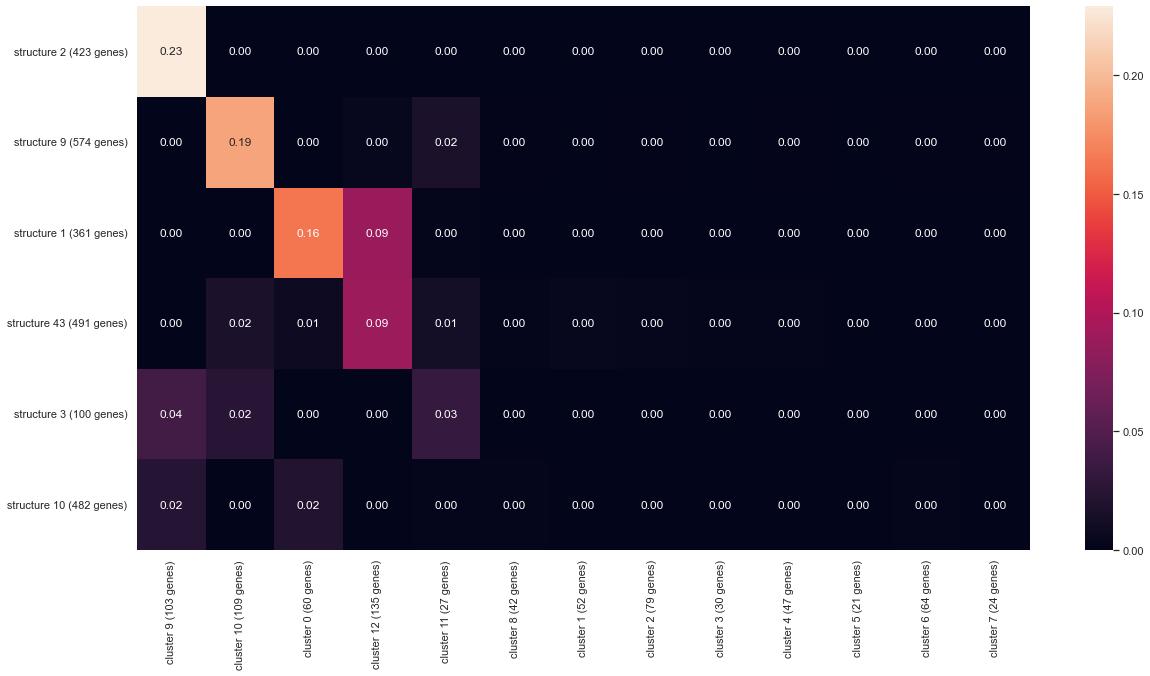 structure 2 (423 genes) 0.23 0.00 0.00 0.00 0.00 0.00 0.00 0.00 0.00 0.00 0.00 0.00 0.00
structure 9 (574 genes) 0.00 0.19 0.00 0.00 0.02 0.00 0.00 0.00 0.00 0.00 0.00 0.00 0.00
structure 1 (361 genes) 0.00 0.00 0.16 0.09 0.00 0.00 0.00 0.00 0.00 0.00 0.00 0.00 0.00
structure 43 (491 genes) 0.00 0.02 0.01 0.09 0.01 0.00 0.00 0.00 0.00 0.00 0.00 0.00 0.00
structure 3 (100 genes) 0.04 0.02 0.00 0.00 0.03 0.00 0.00 0.00 0.00 0.00 0.00 0.00 0.00
structure 10 (482 genes) 0.02 0.00 0.02 0.00 0.00 0.00 0.00 0.00 0.00 0.00 0.00 0.00 0.00
cluster 9 (103 genes)
cluster 10 (109 genes)
cluster 0 (60 genes)
cluster 12 (135 genes)
cluster 11 (27 genes)
cluster 8 (42 genes)
cluster 1 (52 genes)
cluster 2 (79 genes)
cluster 3 (30 genes)
cluster 4 (47 genes)
cluster 5 (21 genes)
cluster 6 (64 genes)
cluster 7 (24 genes)
0.20
0.15
0.10
0.05
0.00